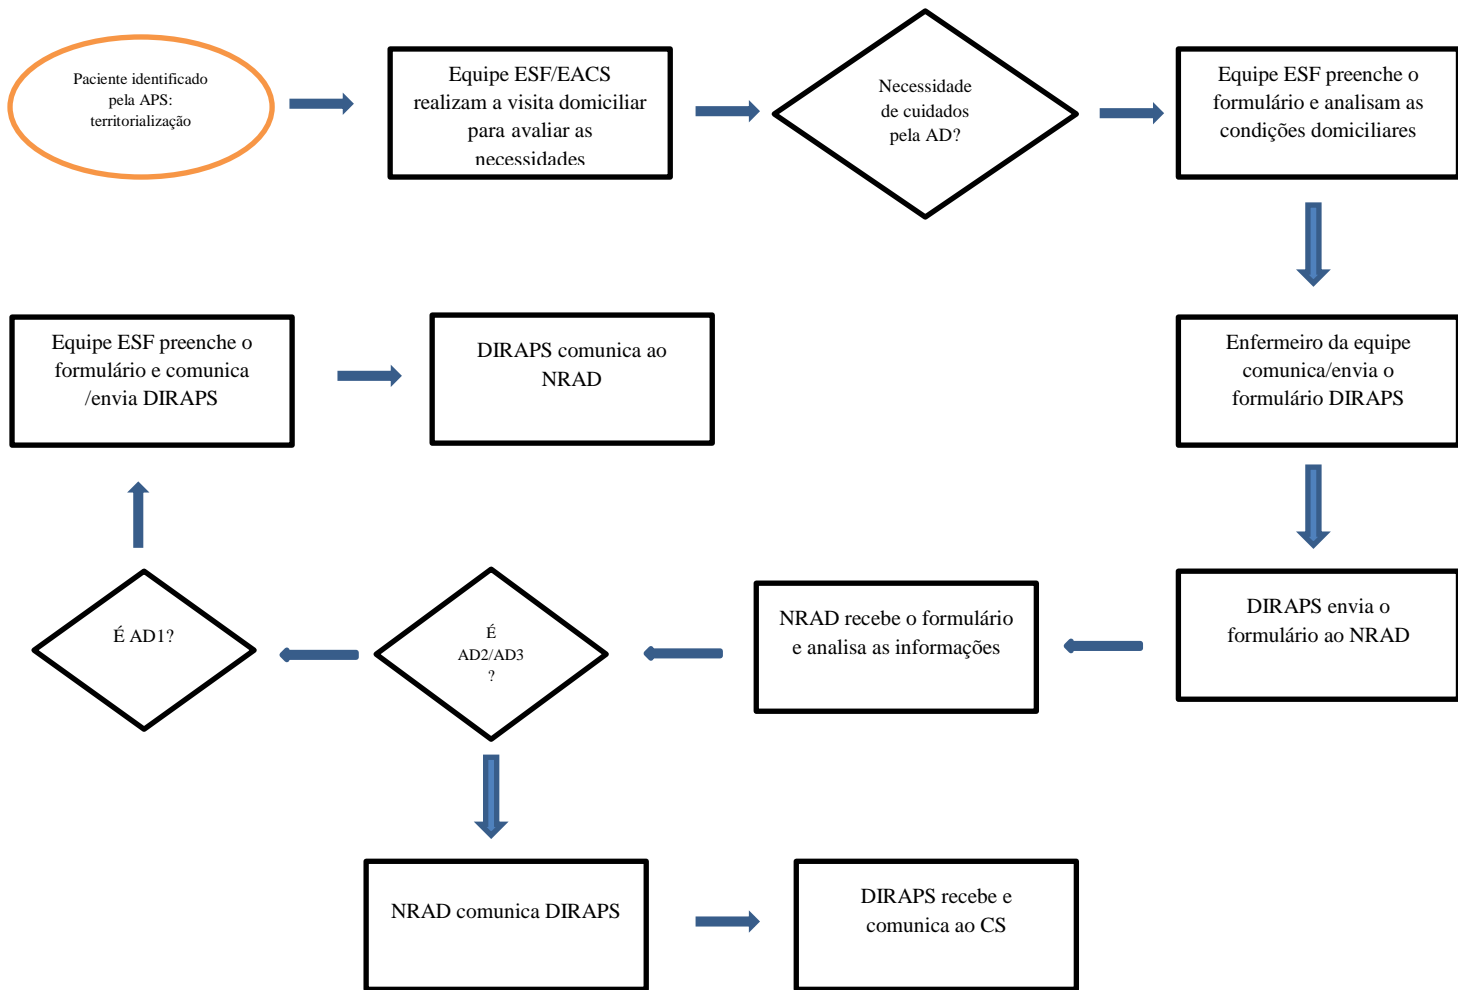 Paciente identificado
pela APS:
territorialização
Equipe ESF/EACS
realizam a visita domiciliar
para avaliar as
necessidades
Necessidade
de cuidados
pela AD?
Equipe ESF preenche o
formulário e analisam as
condições domiciliares
Equipe ESF preenche o
formulário e comunica
/envia DIRAPS
DIRAPS comunica ao
NRAD
Enfermeiro da equipe
comunica/envia o
formulário DIRAPS
É AD1?
É
AD2/AD3
?
NRAD recebe o formulário
e analisa as informações
DIRAPS envia o
formulário ao NRAD
NRAD comunica DIRAPS
DIRAPS recebe e
comunica ao CS